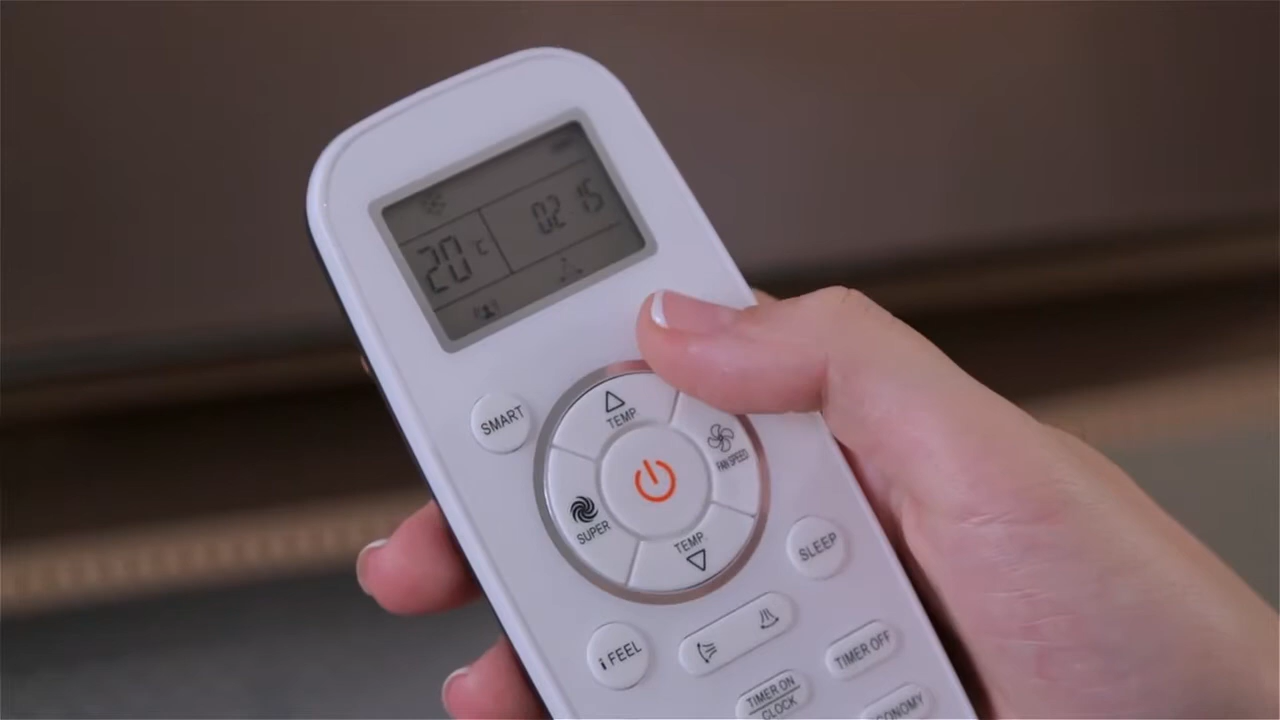 20 °C
02 15
SMART
TEMP
FAN SPEED
SUPER
TEMP
SLEEP
i FEEL
TIMER OFF
TIMER ON
CLOCK